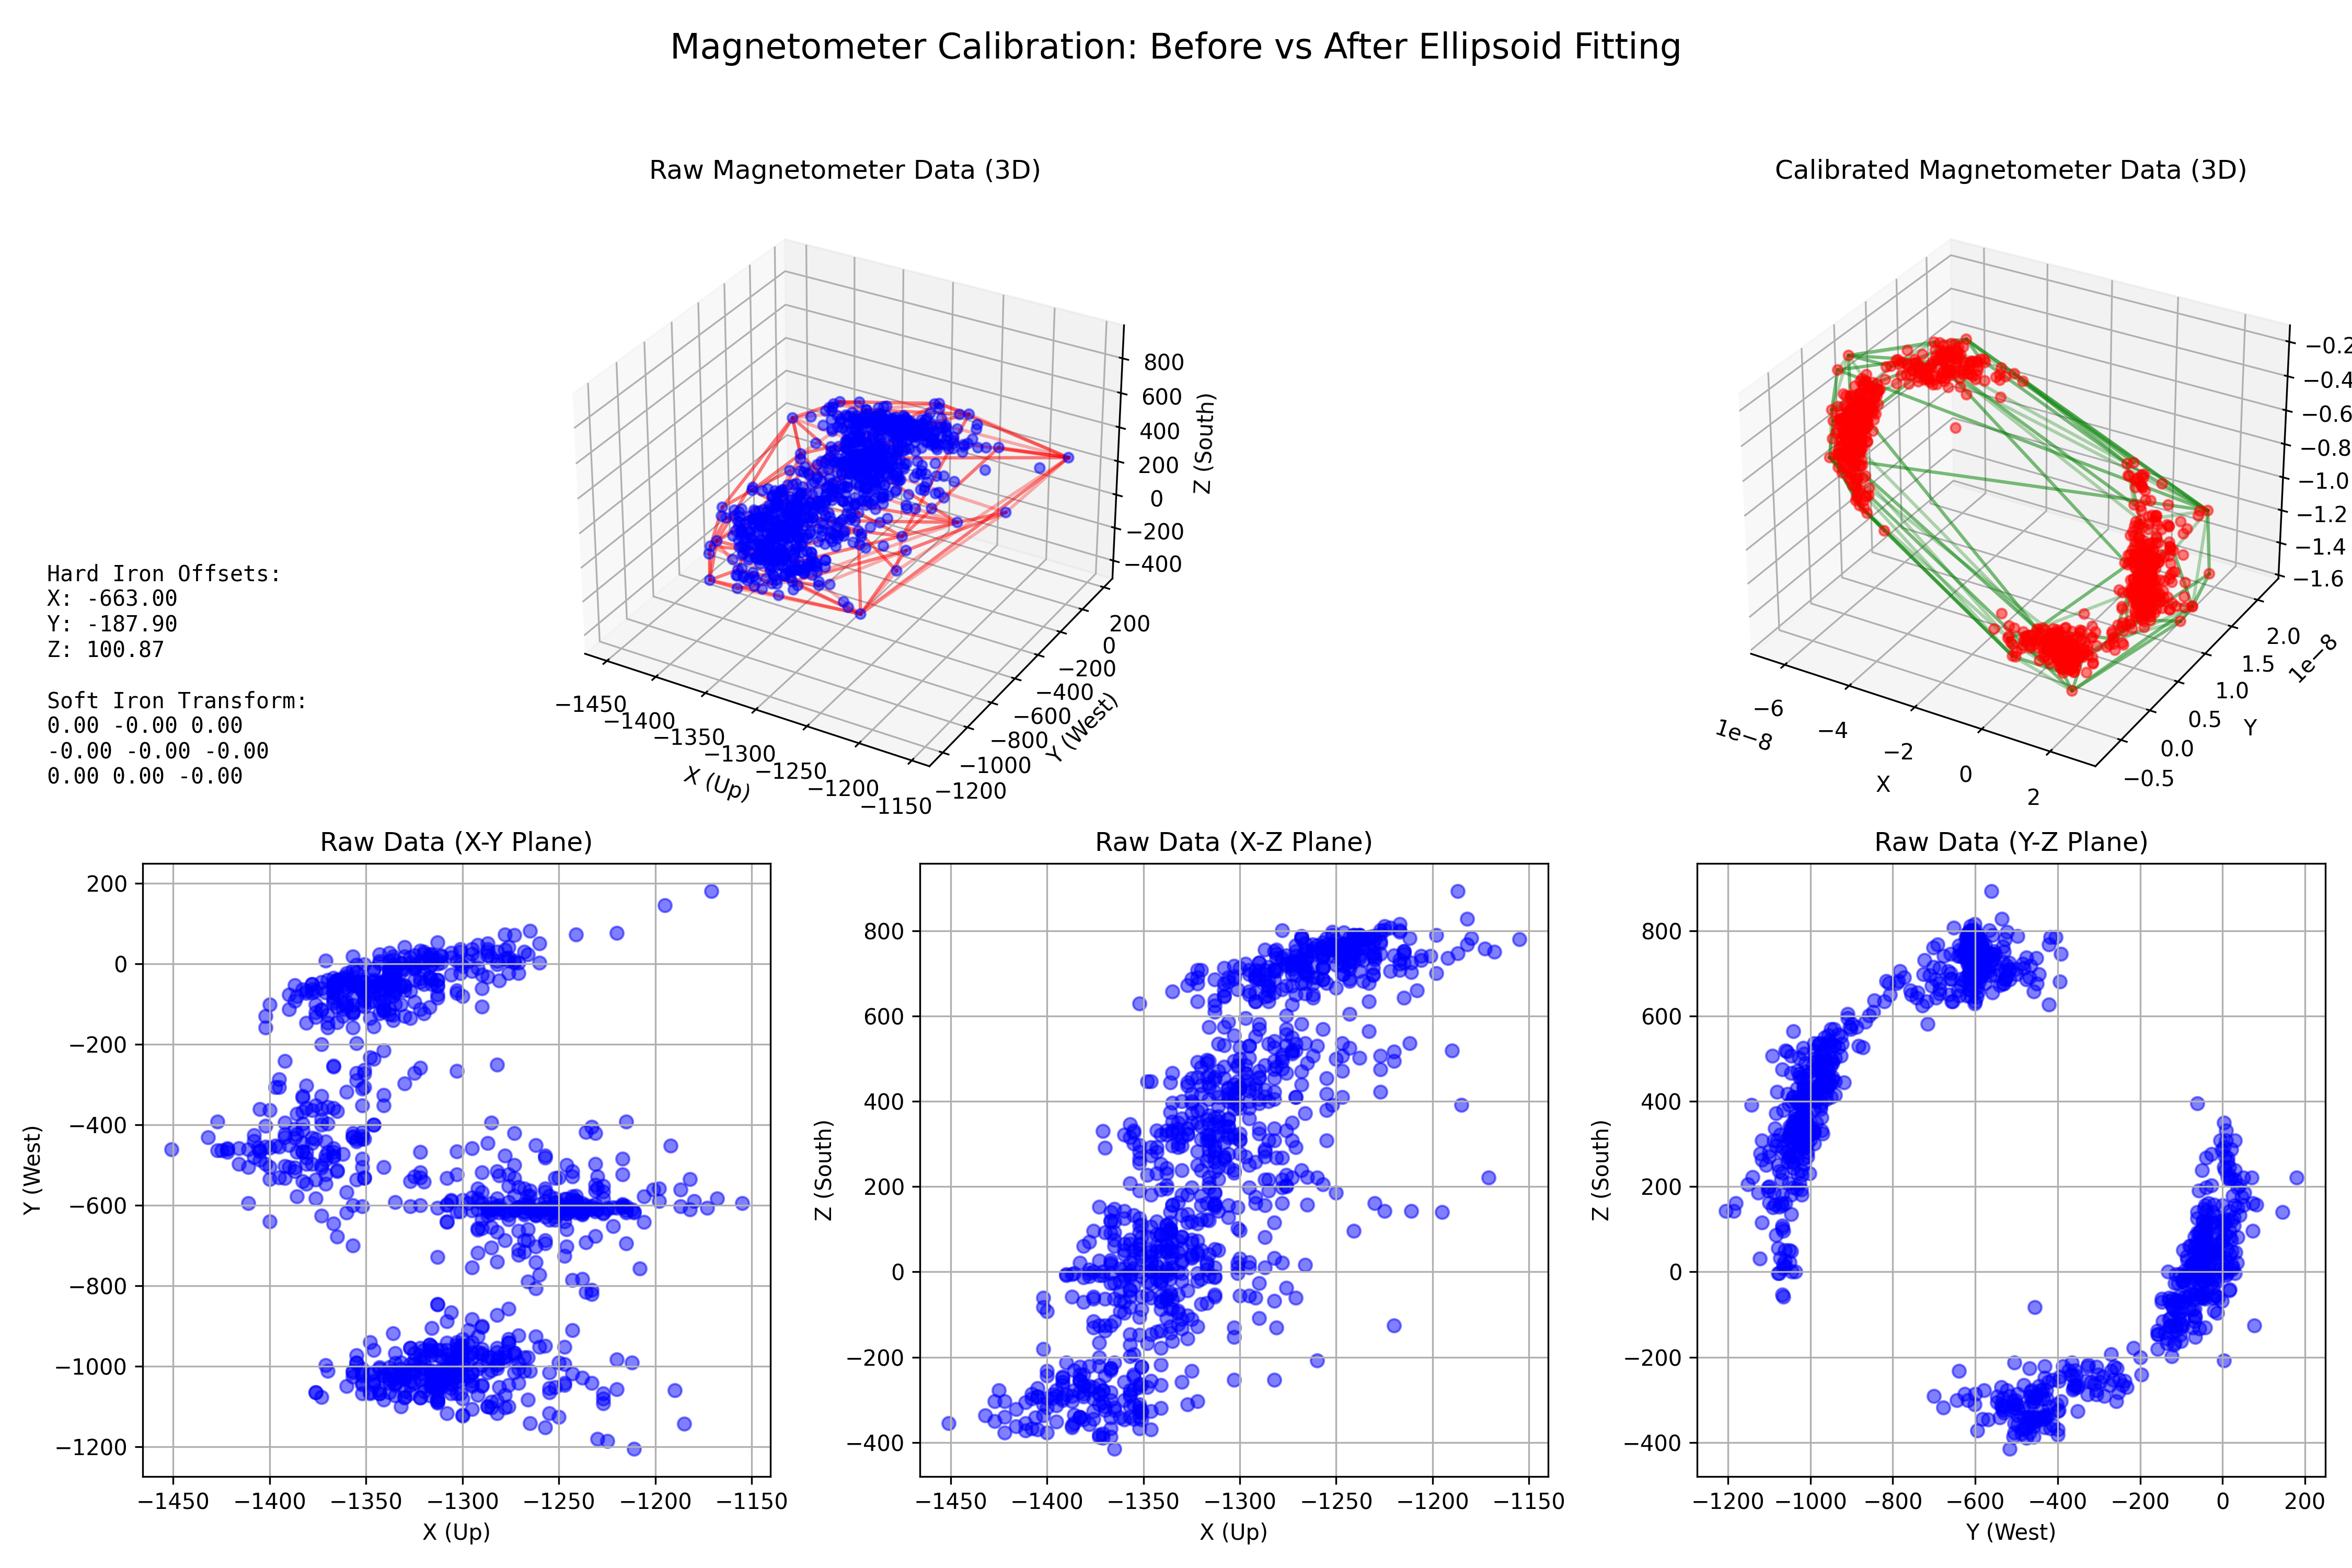 Magnetometer Calibration: Before vs After Ellipsoid Fitting
Raw Magnetometer Data (3D)
Calibrated Magnetometer Data (3D)
Hard Iron Offsets:
X: -663.00
Y: -187.90
Z: 100.87
Soft Iron Transform:
0.00 -0.00 0.00
-0.00 -0.00 -0.00
0.00 0.00 -0.00
800
600
400
200
0
−200
−400
Z (South)
200
0
−200
−400
−600
−800
−1000
−1200
Y (West)
−1450
−1400
−1350
−1300
−1250
−1200
−1150
X (Up)
−0.2
−0.4
−0.6
−0.8
−1.0
−1.2
−1.4
−1.6
2.0
1.5
1.0
0.5
0.0
−0.5
1e−8
Y
−6
−4
−2
0
2
1e−8
X
Raw Data (X-Y Plane)
200
0
−200
−400
−600
−800
−1000
−1200
Y (West)
−1450 −1400 −1350 −1300 −1250 −1200 −1150
X (Up)
Raw Data (X-Z Plane)
800
600
400
200
0
−200
−400
Z (South)
−1450 −1400 −1350 −1300 −1250 −1200 −1150
X (Up)
Raw Data (Y-Z Plane)
800
600
400
200
0
−200
−400
Z (South)
−1200 −1000 −800 −600 −400 −200 0 200
Y (West)